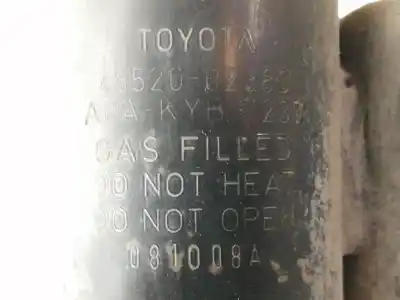 TOYOTA
GAS FILLED
DO NOT HEAT
DO NOT OPEN
081008A